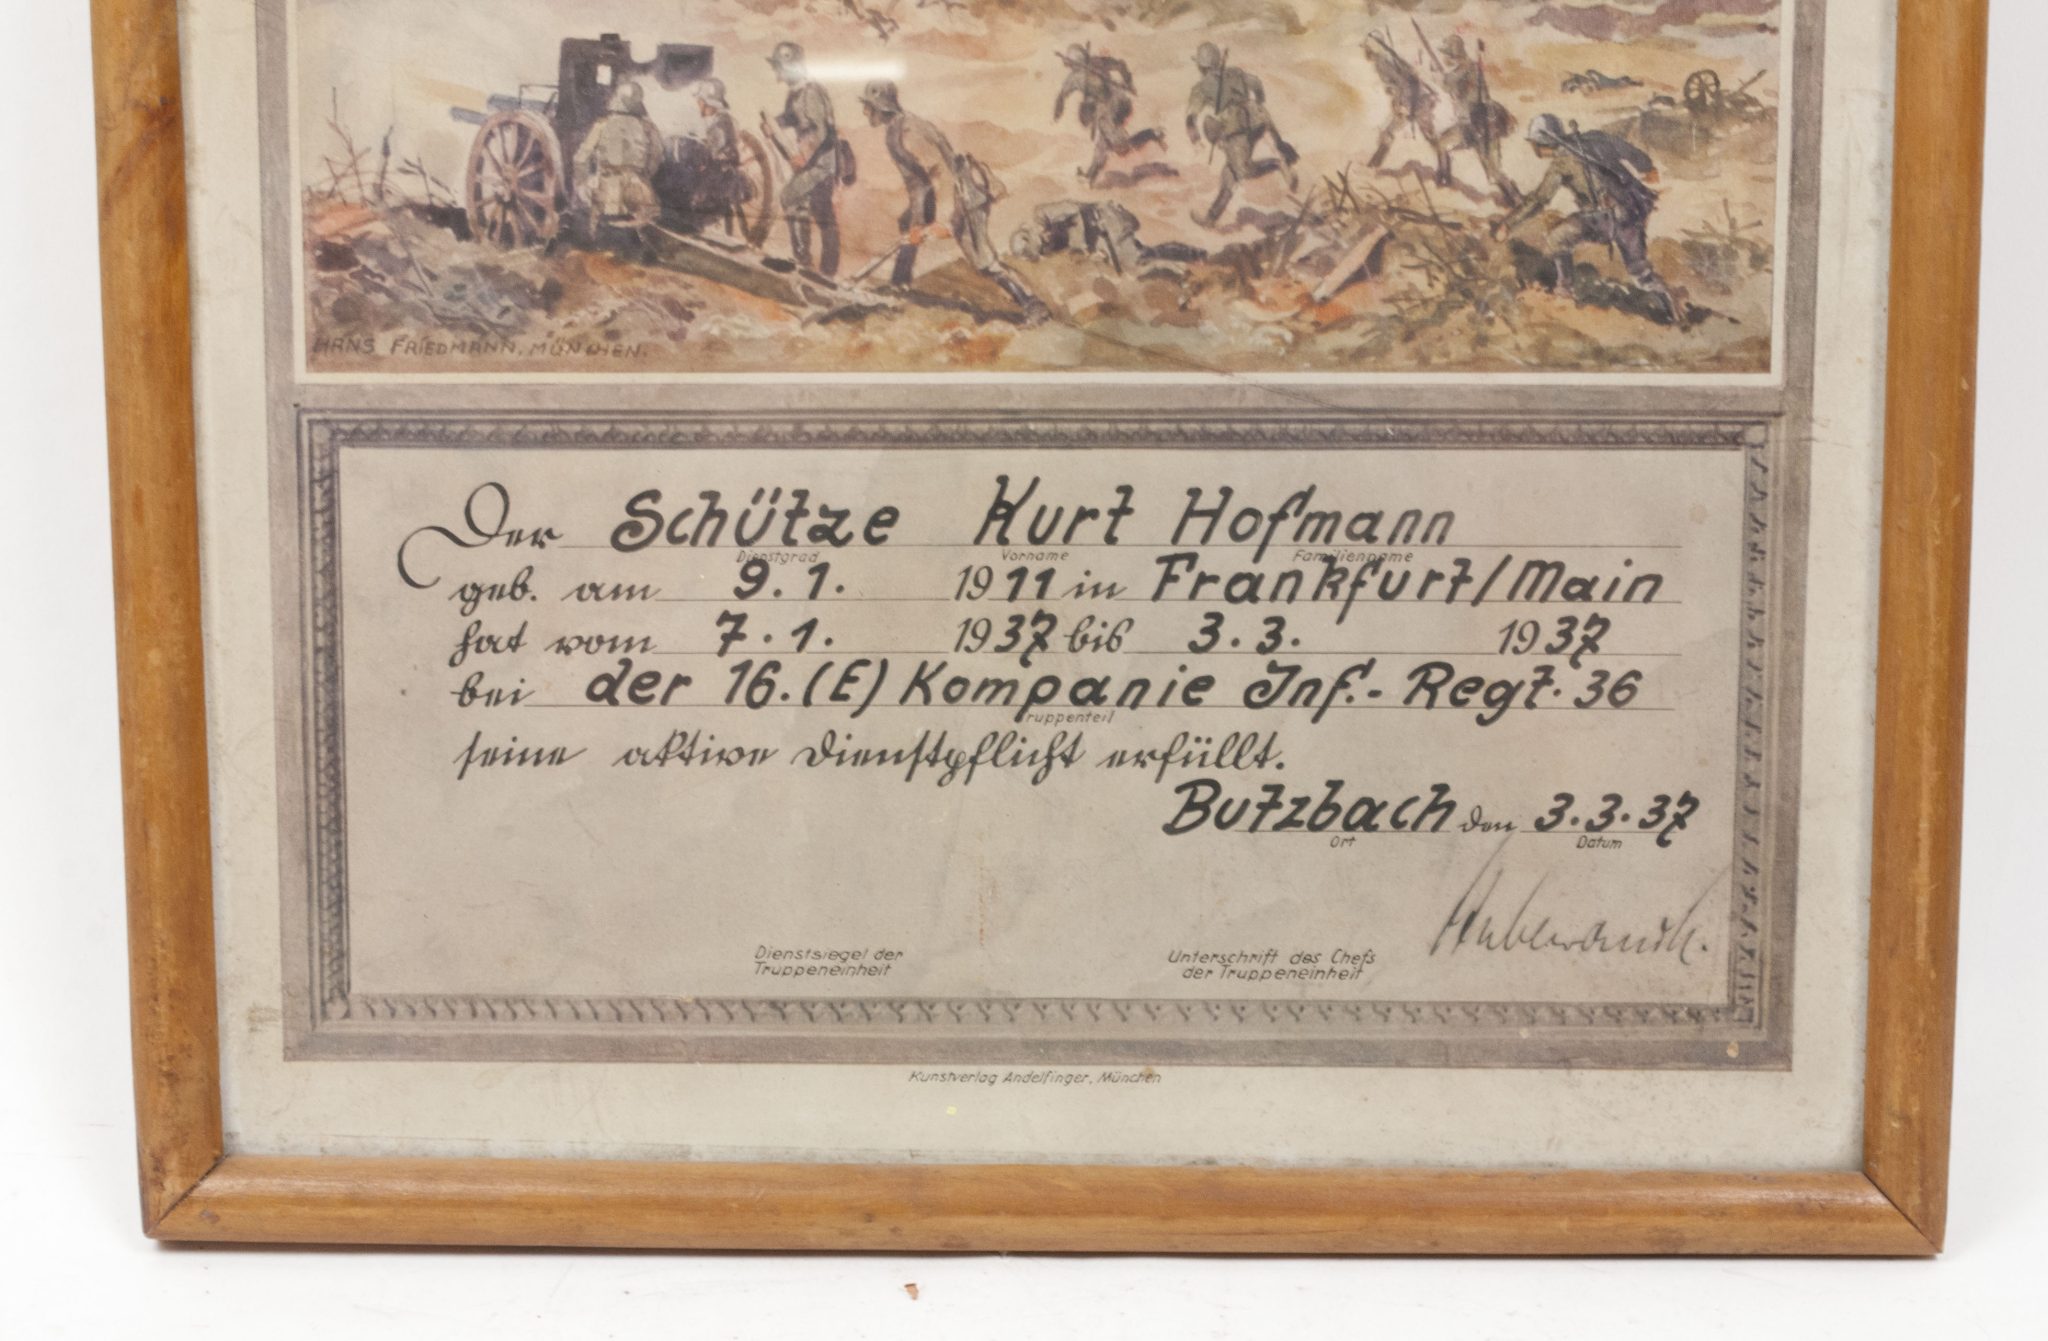 HANS FRIEDMANN, MÜNCHEN.
Der Schütze Kurt Hofmann
Dienstgrad Vorname Familienname
geb. am 9.1. 1911 in Frankfurt/Main
hat vom 7.1. 1937 bis 3.3. 1937
bei der 16.(E) Kompanie Inf.-Regt. 36
Truppenteil
seine aktive Dienstpflicht erfüllt.
Butzbach den 3.3.37
Ort Datum
Dienstsiegel der
Truppeneinheit
Unterschrift des Chefs
der Truppeneinheit
Kunstverlag Andelfinger, München